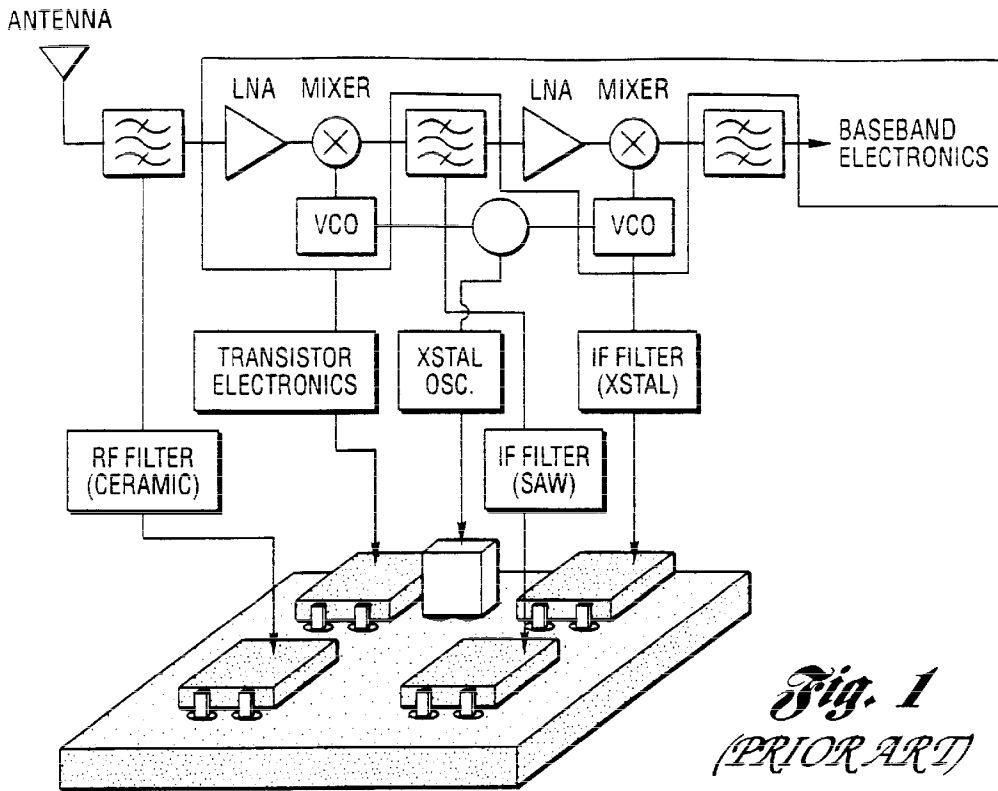 ANTENNA
LNA MIXER
LNA MIXER
BASEBAND
ELECTRONICS
VCO
VCO
TRANSISTOR
ELECTRONICS
XSTAL
OSC.
IF FILTER
(XSTAL)
RF FILTER
(CERAMIC)
IF FILTER
(SAW)
Fig. 1
(PRIOR ART)